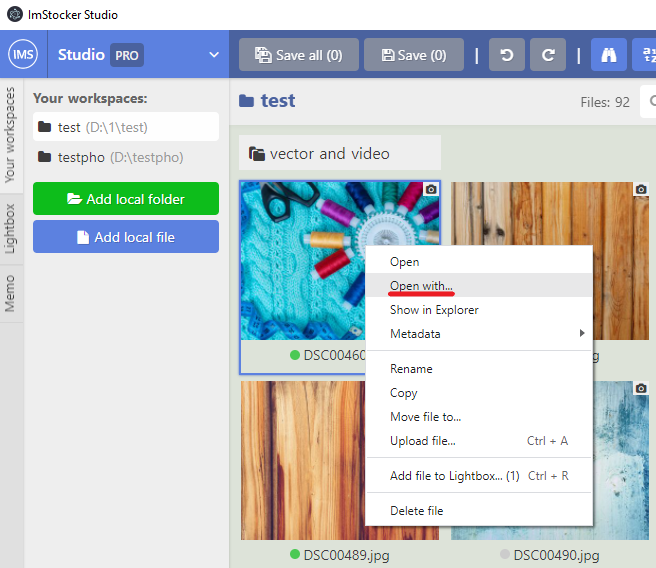 ImStocker Studio
IMS Studio PRO
Save all (0)
Save (0)
Your workspaces
Lightbox
Memo
Your workspaces:
test (D:\1\test)
testpho (D:\testpho)
Add local folder
Add local file
test
Files: 92
vector and video
DSC00460
Open
Open with...
Show in Explorer
Metadata
Rename
Copy
Move file to...
Upload file... Ctrl + A
Add file to Lightbox... (1) Ctrl + R
Delete file
DSC00489.jpg
DSC00490.jpg